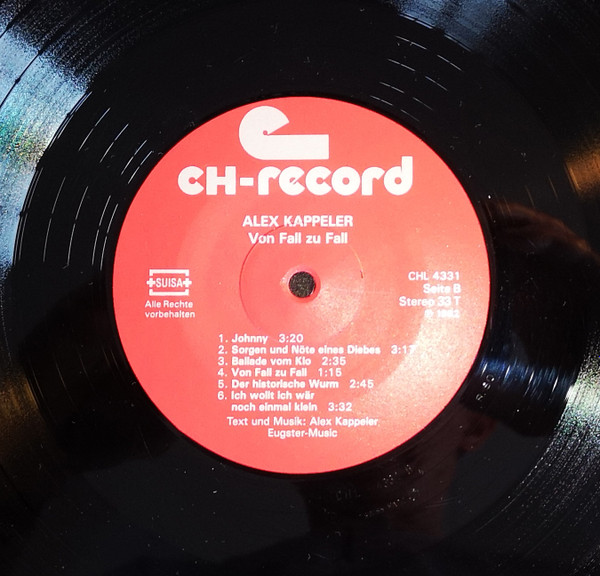 CH-record
ALEX KAPPELER
Von Fall zu Fall
SUISA
Alle Rechte
vorbehalten
CHL 4331
Seite B
Stereo 33 T
1. Johnny 3:20
2. Sorgen und Nöte eines Diebes 3:17
3. Ballade vom Klo 2:35
4. Von Fall zu Fall 1:15
5. Der historische Wurm 2:45
6. Ich wollt ich wär
noch einmal klein 3:32
Text und Musik: Alex Kappeler
Eugster-Music